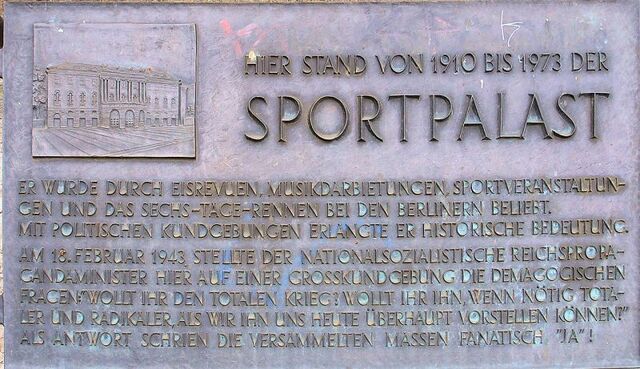 HIER STAND VON 1910 BIS 1973 DER
SPORTPALAST
ER WURDE DURCH EISREVUEN, MUSIKDARBIETUNGEN, SPORTVERANSTALTUN-
GEN UND DAS SECHS-TAGE-RENNEN BEI DEN BERLINERN BELIEBT.
MIT POLITISCHEN KUNDGEBUNGEN ERLANGTE ER HISTORISCHE BEDEUTUNG.
AM 18. FEBRUAR 1943 STELLTE DER NATIONALSOZIALISTISCHE REICHSPROPA-
GANDAMINISTER HIER AUF EINER GROSSKUNDGEBUNG DIE DEMAGOGISCHEN
FRAGEN: "WOLLT IHR DEN TOTALEN KRIEG? WOLLT IHR IHN, WENN NÖTIG TOTA-
LER UND RADIKALER, ALS WIR IHN UNS HEUTE ÜBERHAUPT VORSTELLEN KÖNNEN?"
ALS ANTWORT SCHRIEN DIE VERSAMMELTEN MASSEN FANATISCH "JA"!